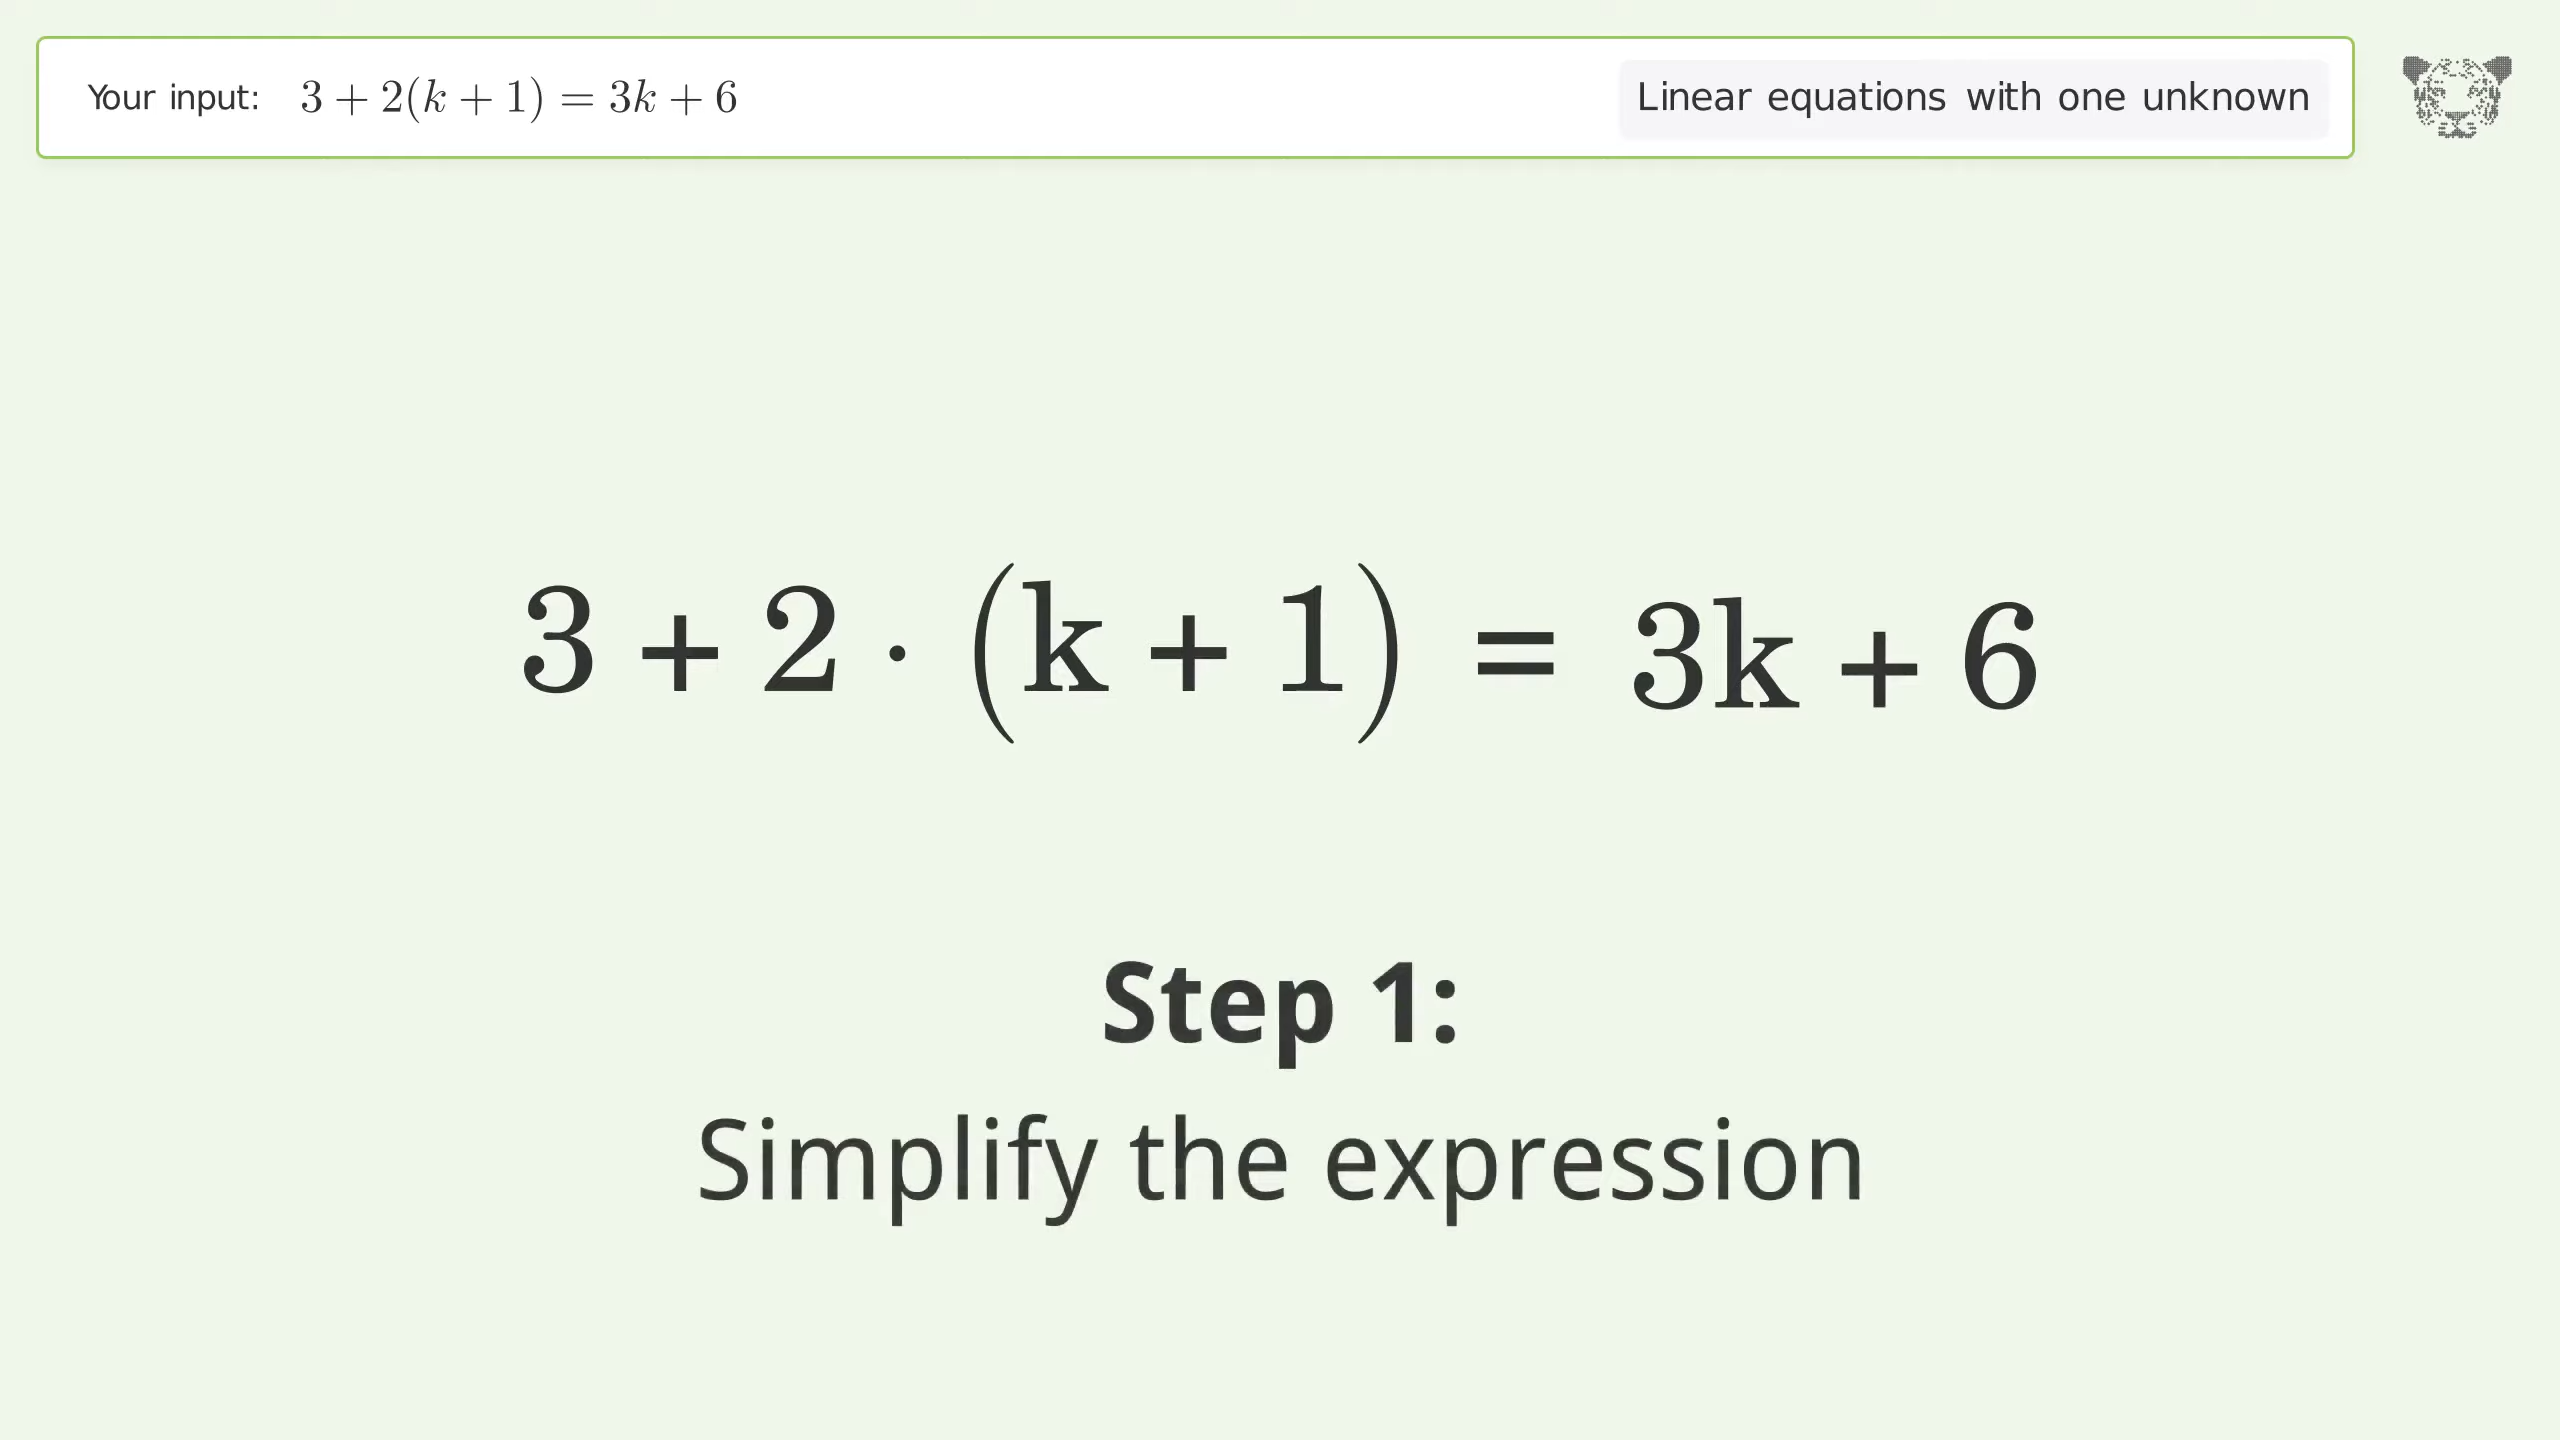 Your input: 3 + 2(k + 1) = 3k + 6
Linear equations with one unknown
3 + 2 · (k + 1) = 3k + 6
Step 1:
Simplify the expression